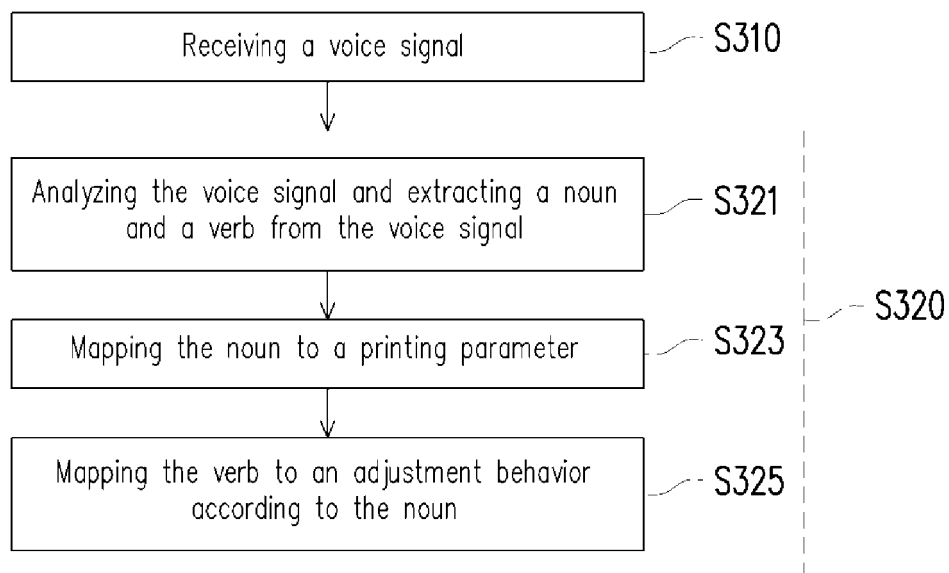 Receiving a voice signal
S310
Analyzing the voice signal and extracting a noun
and a verb from the voice signal
S321
S320
Mapping the noun to a printing parameter
S323
Mapping the verb to an adjustment behavior
according to the noun
S325